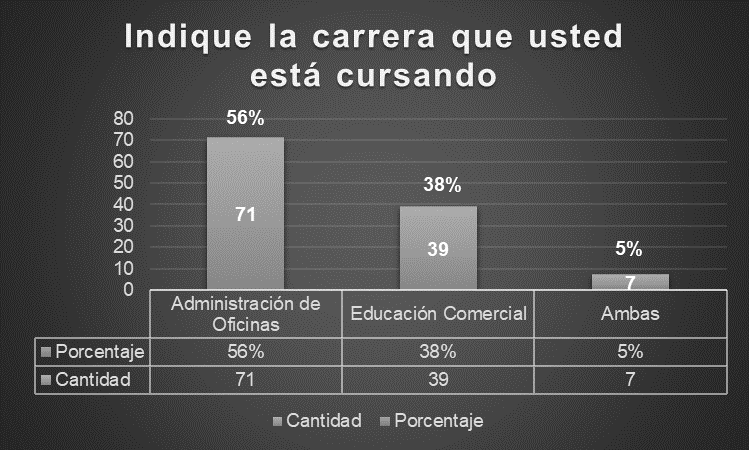 Indique la carrera que usted
está cursando
80
70
60
50
40
30
20
10
0
56%
71
38%
39
5%
7
Administración de
Oficinas
Educación Comercial
Ambas
Porcentaje 56% 38% 5%
Cantidad 71 39 7
Cantidad Porcentaje